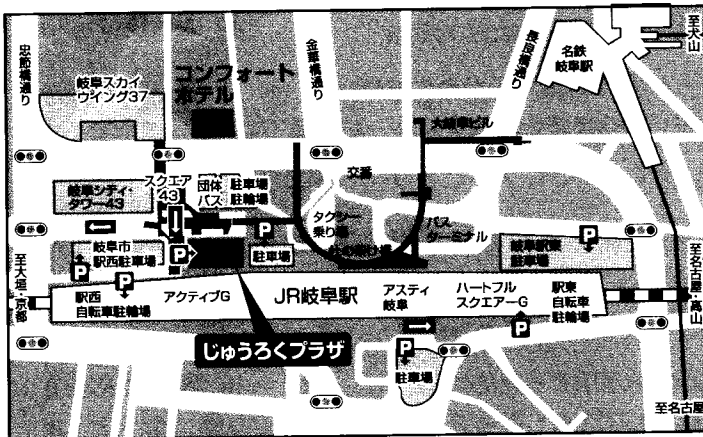 忠節橋通り
金華橋通り
長良橋通り
名鉄
岐阜駅
至犬山
岐阜スカイ
ウイング37
コンフォート
ホテル
大岐阜ビル
交番
岐阜シティ・
タワー43
スクエア
43
団体
バス
駐車場
駐輪場
タクシー
乗り場
バス
ターミナル
岐阜市
駅西駐車場
P
P
P
P
駐車場
岐阜駅東
駐車場
P
至大垣・京都
駅西
自転車駐輪場
アクティブG
JR岐阜駅
アスティ
岐阜
ハートフル
スクエアーG
駅東
自転車
駐輪場
P
至名古屋・高山
じゅうろくプラザ
P
駐車場
至名古屋